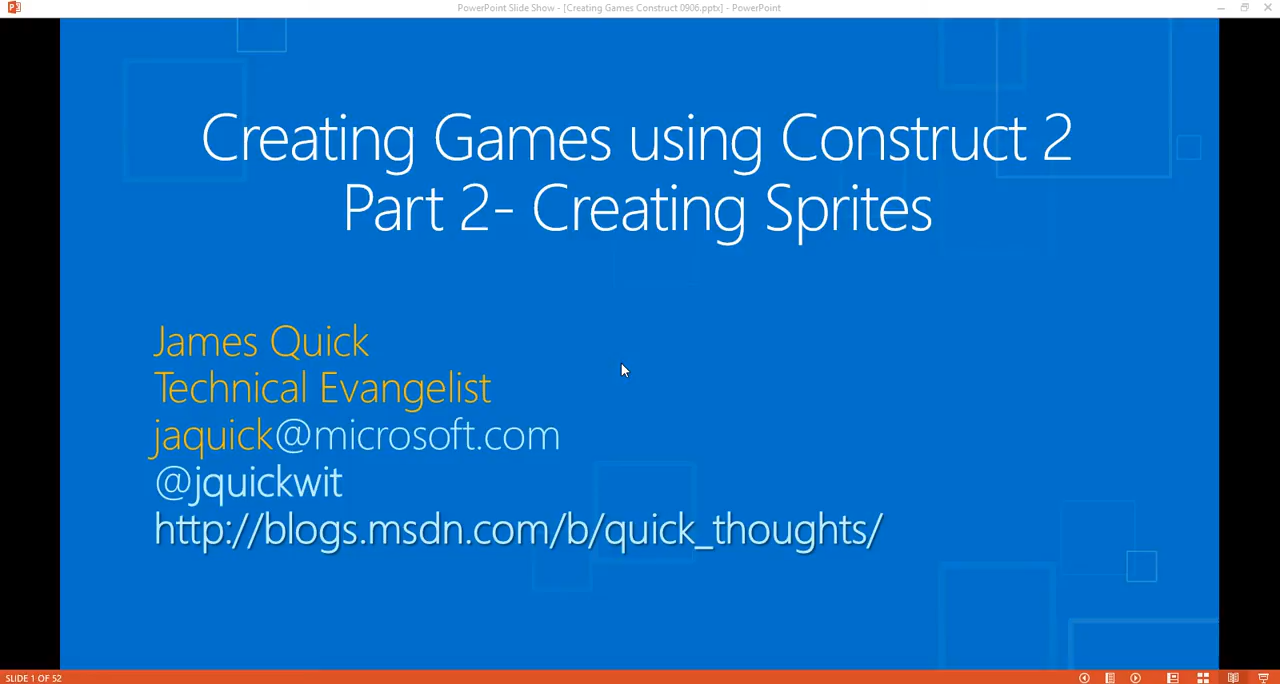 PowerPoint Slide Show - [Creating Games Construct 0906.pptx] - PowerPoint
Creating Games using Construct 2
Part 2- Creating Sprites
James Quick
Technical Evangelist
jaquick@microsoft.com
@jquickwit
http://blogs.msdn.com/b/quick_thoughts/
SLIDE 1 OF 52